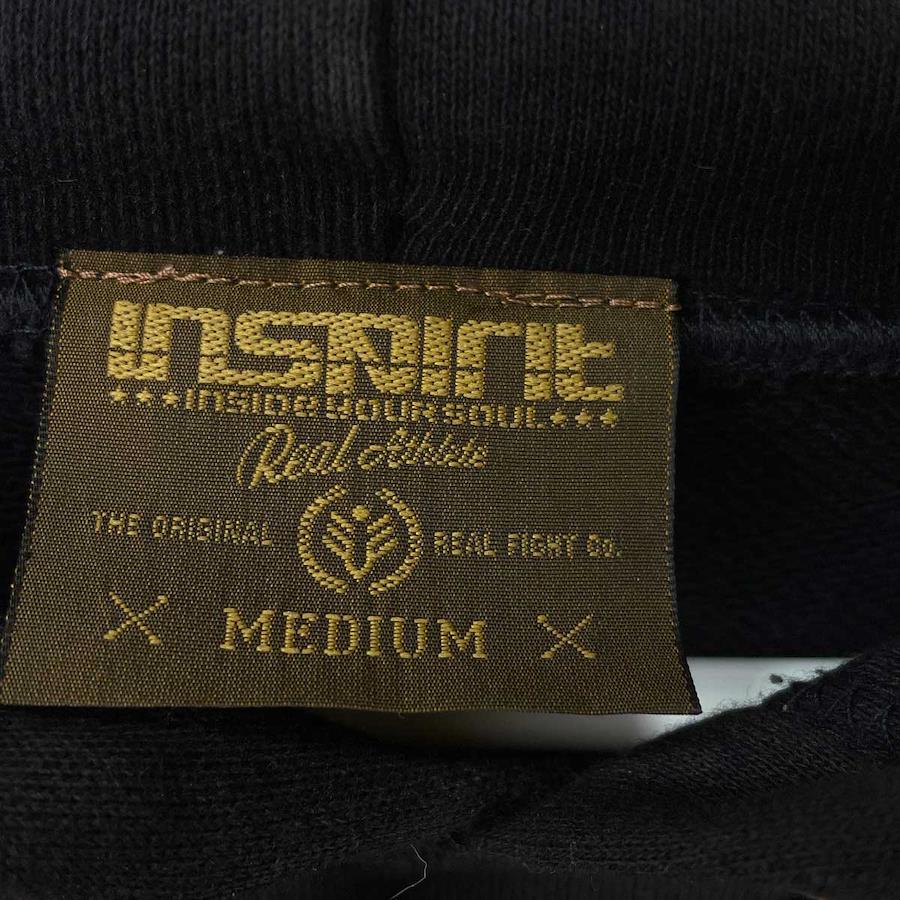 inspirit
INSIDE YOUR SOUL
Real Athlete
THE ORIGINAL REAL FIGHT Co.
MEDIUM